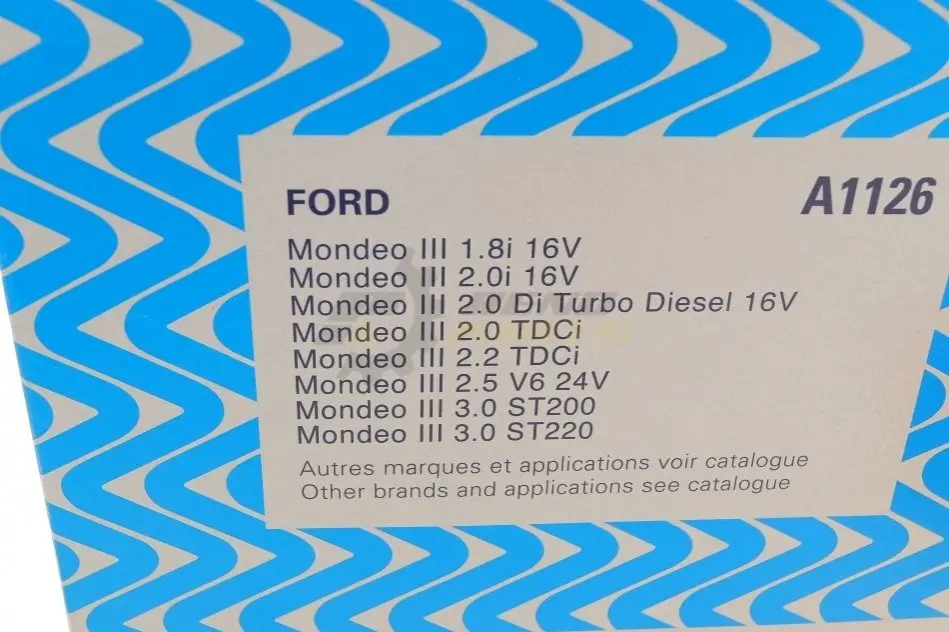 FORD
A1126
Mondeo III 1.8i 16V
Mondeo III 2.0i 16V
Mondeo III 2.0 Di Turbo Diesel 16V
Mondeo III 2.0 TDCi
Mondeo III 2.2 TDCi
Mondeo III 2.5 V6 24V
Mondeo III 3.0 ST200
Mondeo III 3.0 ST220
Autres marques et applications voir catalogue
Other brands and applications see catalogue